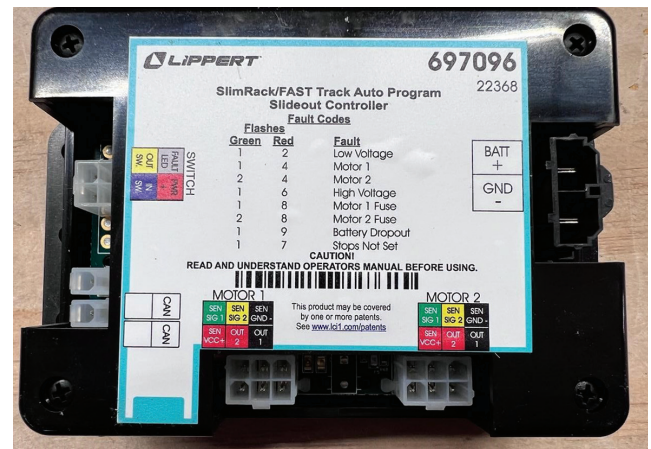 LIPPERT
697096
22368
SlimRack/FAST Track Auto Program
Slideout Controller
Fault Codes
Flashes
Green Red Fault
1 2 Low Voltage
1 4 Motor 1
2 4 Motor 2
1 6 High Voltage
1 8 Motor 1 Fuse
2 8 Motor 2 Fuse
1 9 Battery Dropout
1 7 Stops Not Set
CAUTION!
READ AND UNDERSTAND OPERATORS MANUAL BEFORE USING.
SWITCH
FAULT LED
PWR +
OUT SW.
IN SW.
BATT
+
GND
-
CAN
CAN
MOTOR 1
SEN SIG 1
SEN SIG 2
SEN GND -
SEN VCC+
OUT 2
OUT 1
This product may be covered
by one or more patents.
See www.lci1.com/patents
MOTOR 2
SEN SIG 1
SEN SIG 2
SEN GND -
SEN VCC+
OUT 2
OUT 1